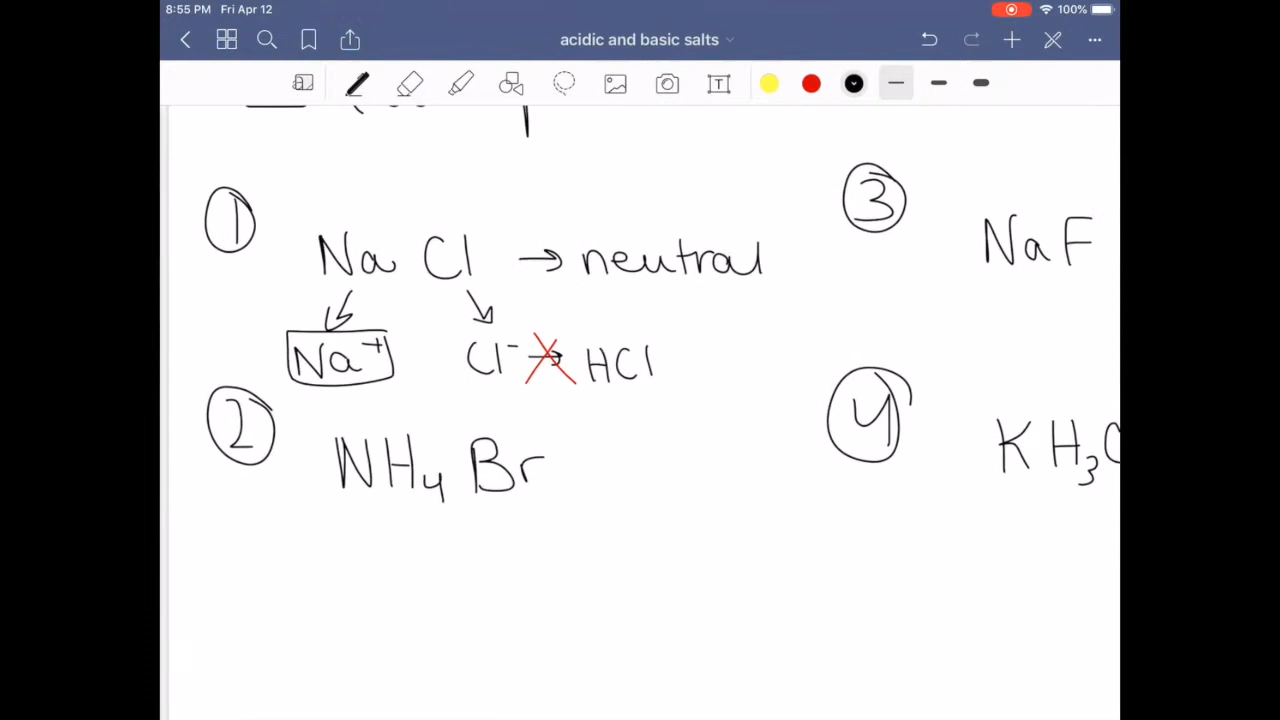 8:55 PM Fri Apr 12
100%
acidic and basic salts
T
1
NaCl → neutral
Na⁺ Cl⁻ → HCl
2
NH₄Br
3
NaF
4
KH₃C